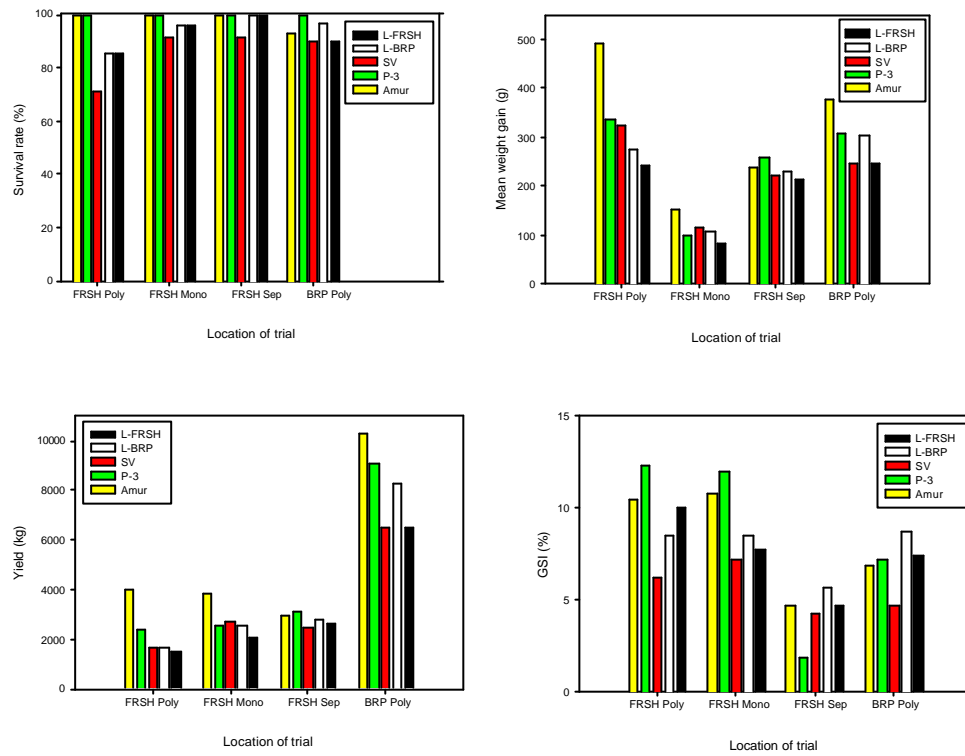 100
80
60
40
20
0
Survival rate (%)
L-FRSH
L-BRP
SV
P-3
Amur
FRSH Poly FRSH Mono FRSH Sep BRP Poly
Location of trial
500
400
300
200
100
0
Mean weight gain (g)
L-FRSH
L-BRP
SV
P-3
Amur
FRSH Poly FRSH Mono FRSH Sep BRP Poly
Location of trial
10000
8000
6000
4000
2000
0
Yield (kg)
L-FRSH
L-BRP
SV
P-3
Amur
FRSH Poly FRSH Mono FRSH Sep BRP Poly
Location of trial
15
10
5
0
GSI (%)
L-FRSH
L-BRP
SV
P-3
Amur
FRSH Poly FRSH Mono FRSH Sep BRP Poly
Location of trial